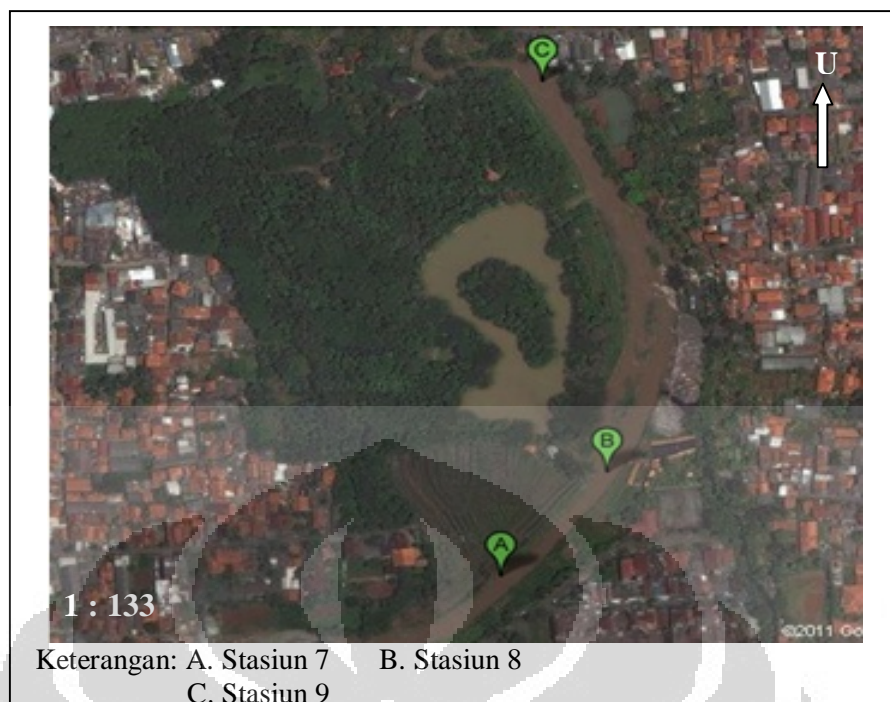 C
U
B
A
1 : 133
©2011 Go
Keterangan: A. Stasiun 7 B. Stasiun 8
C. Stasiun 9